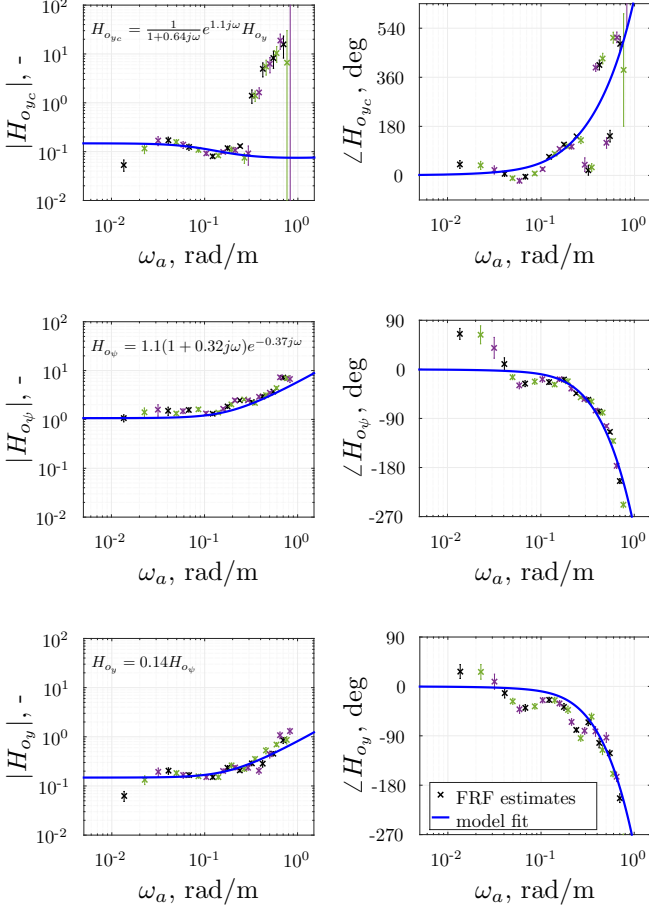 H_{o_{yc}} = \frac{1}{1+0.64jω} e^{1.1jω} H_{o_y}
|H_{o_{yc}}|, -
10^2
10^1
10^0
10^{-1}
10^{-2}
10^{-2} 10^{-1} 10^0
ω_a, rad/m
∠H_{o_{yc}}, deg
540
360
180
0
10^{-2} 10^{-1} 10^0
ω_a, rad/m
H_{o_ψ} = 1.1(1 + 0.32jω)e^{-0.37jω}
|H_{o_ψ}|, -
10^2
10^1
10^0
10^{-1}
10^{-2}
10^{-2} 10^{-1} 10^0
ω_a, rad/m
∠H_{o_ψ}, deg
90
0
-90
-180
-270
10^{-2} 10^{-1} 10^0
ω_a, rad/m
H_{o_y} = 0.14H_{o_ψ}
|H_{o_y}|, -
10^2
10^1
10^0
10^{-1}
10^{-2}
10^{-2} 10^{-1} 10^0
ω_a, rad/m
∠H_{o_y}, deg
90
0
-90
-180
-270
FRF estimates
model fit
10^{-2} 10^{-1} 10^0
ω_a, rad/m